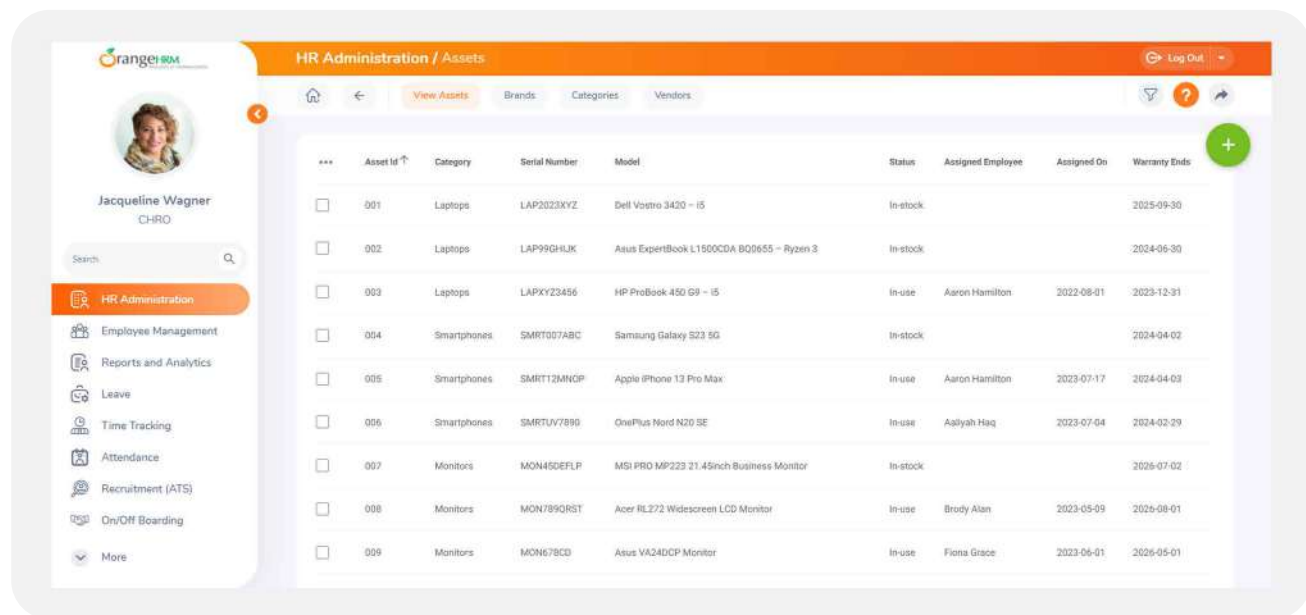 OrangeHRM
HR Administration / Assets
Log Out
View Assets Brands Categories Vendors
?
+
Jacqueline Wagner
CHRO
Search
HR Administration
Employee Management
Reports and Analytics
Leave
Time Tracking
Attendance
Recruitment (ATS)
On/Off Boarding
More
Asset Id Category Serial Number Model Status Assigned Employee Assigned On Warranty Ends
001 Laptops LAP2023XYZ Dell Vostro 3420 – i5 In-stock 2025-09-30
002 Laptops LAP99GHIJK Asus ExpertBook L1500CDA BQ0655 – Ryzen 3 In-stock 2024-06-30
003 Laptops LAPXYZ3456 HP ProBook 450 G9 – i5 In-use Aaron Hamilton 2022-08-01 2023-12-31
004 Smartphones SMRT007ABC Samsung Galaxy S23 5G In-stock 2024-04-02
005 Smartphones SMRT12MNOP Apple iPhone 13 Pro Max In-use Aaron Hamilton 2023-07-17 2024-04-03
006 Smartphones SMRTUV7890 OnePlus Nord N20 SE In-use Aaliyah Haq 2023-07-04 2024-02-29
007 Monitors MON45DEFLP MSI PRO MP223 21.45inch Business Monitor In-stock 2026-07-02
008 Monitors MON789QRST Acer RL272 Widescreen LCD Monitor In-use Brody Alan 2023-05-09 2026-08-01
009 Monitors MON67BCD Asus VA24DCP Monitor In-use Fiona Grace 2023-06-01 2026-05-01